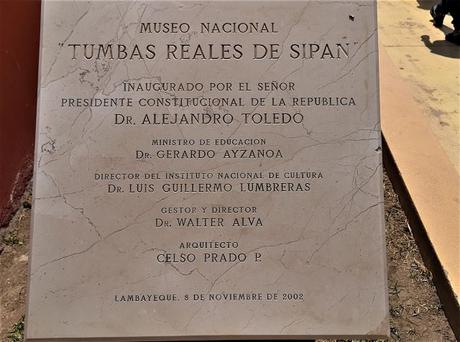 MUSEO NACIONAL
"TUMBAS REALES DE SIPAN"
INAUGURADO POR EL SEÑOR
PRESIDENTE CONSTITUCIONAL DE LA REPUBLICA
DR. ALEJANDRO TOLEDO
MINISTRO DE EDUCACION
DR. GERARDO AYZANOA
DIRECTOR DEL INSTITUTO NACIONAL DE CULTURA
DR. LUIS GUILLERMO LUMBRERAS
GESTOR Y DIRECTOR
DR. WALTER ALVA
ARQUITECTO
CELSO PRADO P.
LAMBAYEQUE, 8 DE NOVIEMBRE DE 2002